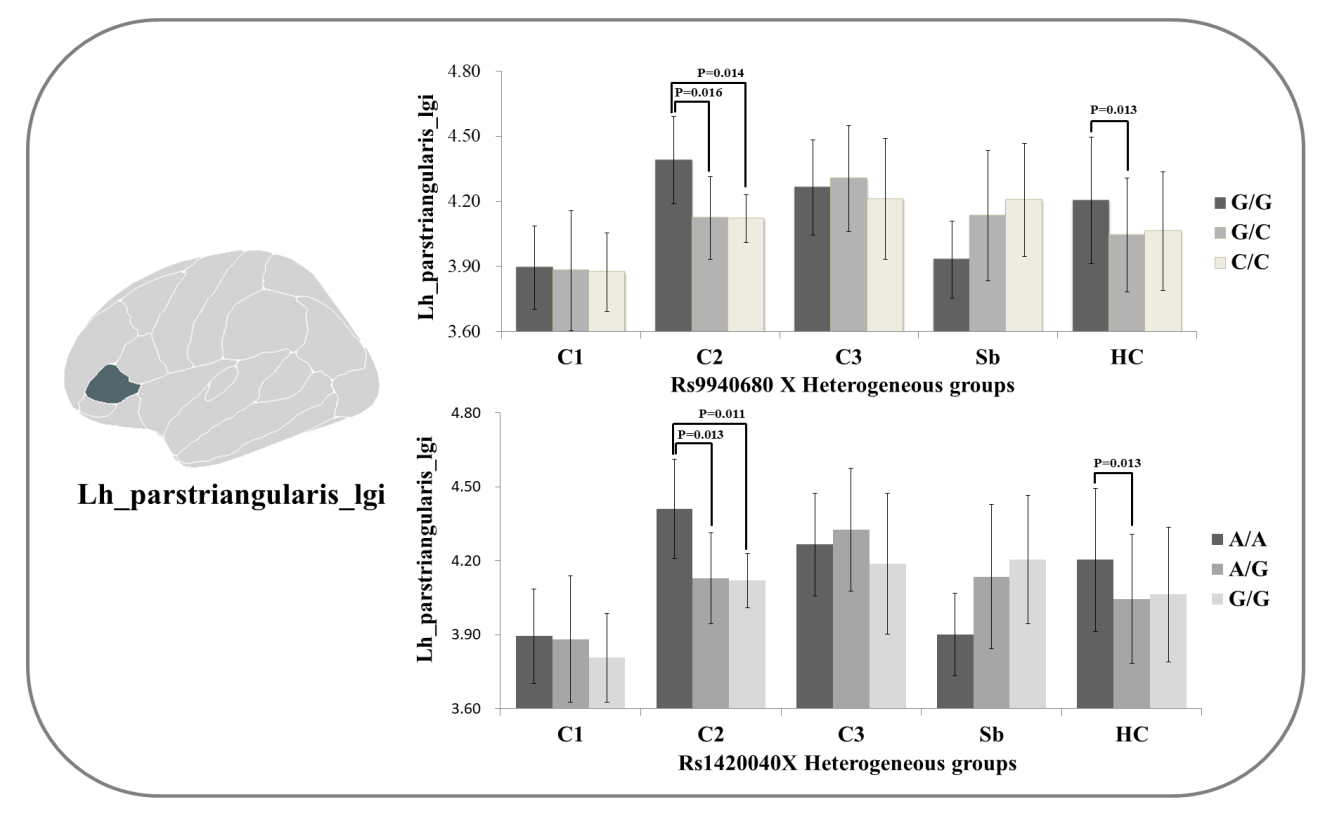 Lh_parstriangularis_lgi
Lh_parstriangularis_lgi
4.80
4.50
4.20
3.90
3.60
P=0.014
P=0.016
P=0.013
C1
C2
C3
Sb
HC
Rs9940680 X Heterogeneous groups
G/G
G/C
C/C
Lh_parstriangularis_lgi
4.80
4.50
4.20
3.90
3.60
P=0.011
P=0.013
P=0.013
C1
C2
C3
Sb
HC
Rs1420040X Heterogeneous groups
A/A
A/G
G/G